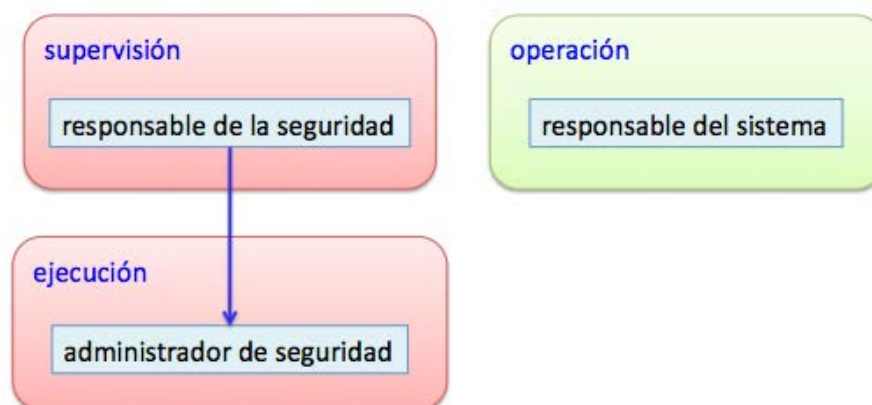 supervisión
responsable de la seguridad
operación
responsable del sistema
ejecución
administrador de seguridad